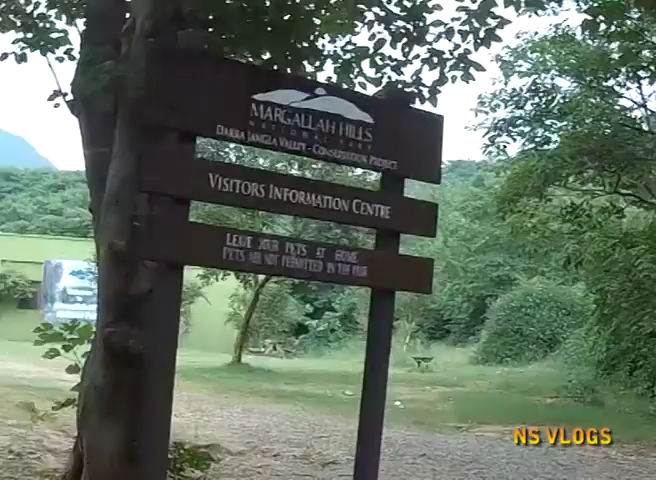 MARGALLAH HILLS
NATIONAL PARK
DARRA JANGLA VALLEY - CONSERVATION PROJECT
VISITORS INFORMATION CENTRE
LEAVE YOUR PETS AT HOME
PETS ARE NOT PERMITTED IN THE PARK
NS VLOGS